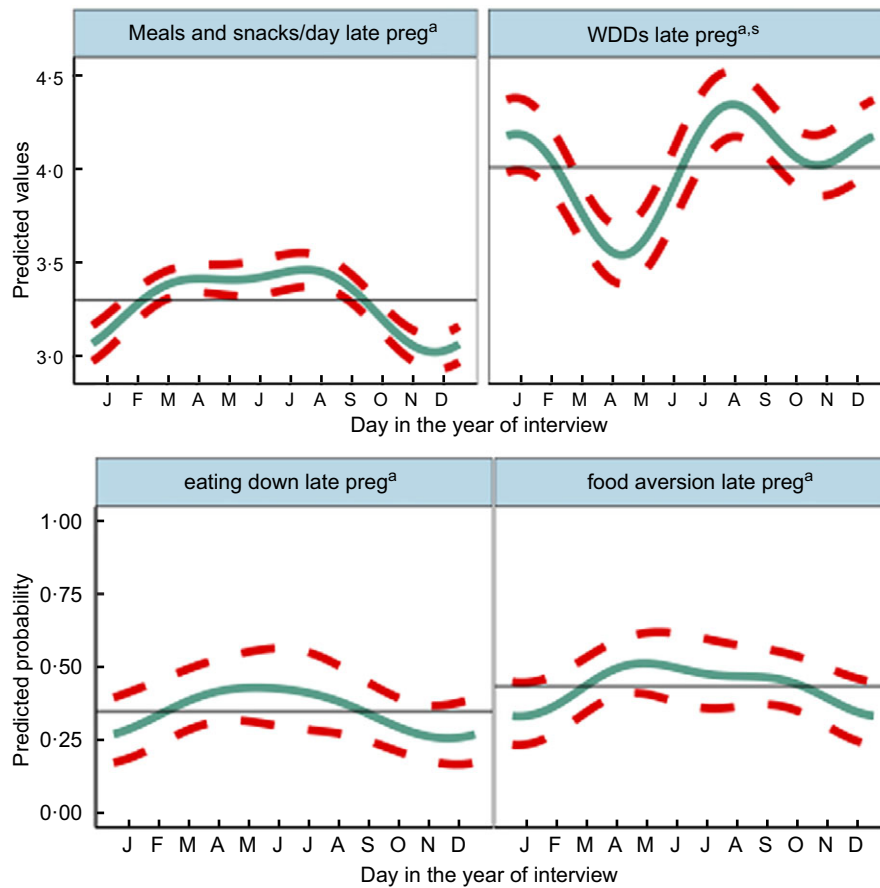 Meals and snacks/day late preg^a WDDs late preg^a,s
4·5
4·0
3·5
3·0
Predicted values
J F M A M J J A S O N D J F M A M J J A S O N D
Day in the year of interview
eating down late preg^a food aversion late preg^a
1·00
0·75
0·50
0·25
0·00
Predicted probability
J F M A M J J A S O N D J F M A M J J A S O N D
Day in the year of interview